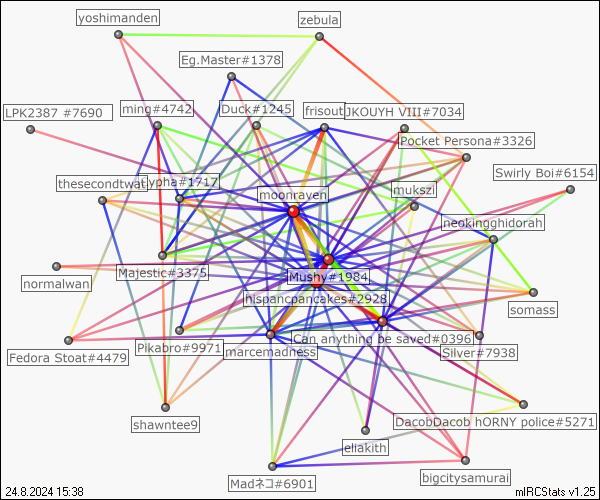 yoshimanden
zebula
Eg.Master#1378
LPK2387 #7690
ming#4742
Duck#1245
frisout
JKOUYH VIII#7034
Pocket Persona#3326
Swirly Boi#6154
thesecondtwat
lypha#1717
moonraven
mukszi
neokingghidorah
Majestic#3375
Mushy#1984
normalwan
hispancpancakes#2928
somass
Fedora Stoat#4479
Pikabro#9971
marcemadness
Can anything be saved#0396
Silver#7938
shawntee9
DacobDacob hORNY police#5271
eliakith
Madネコ#6901
bigcitysamurai
24.8.2024 15:38
mIRCStats v1.25